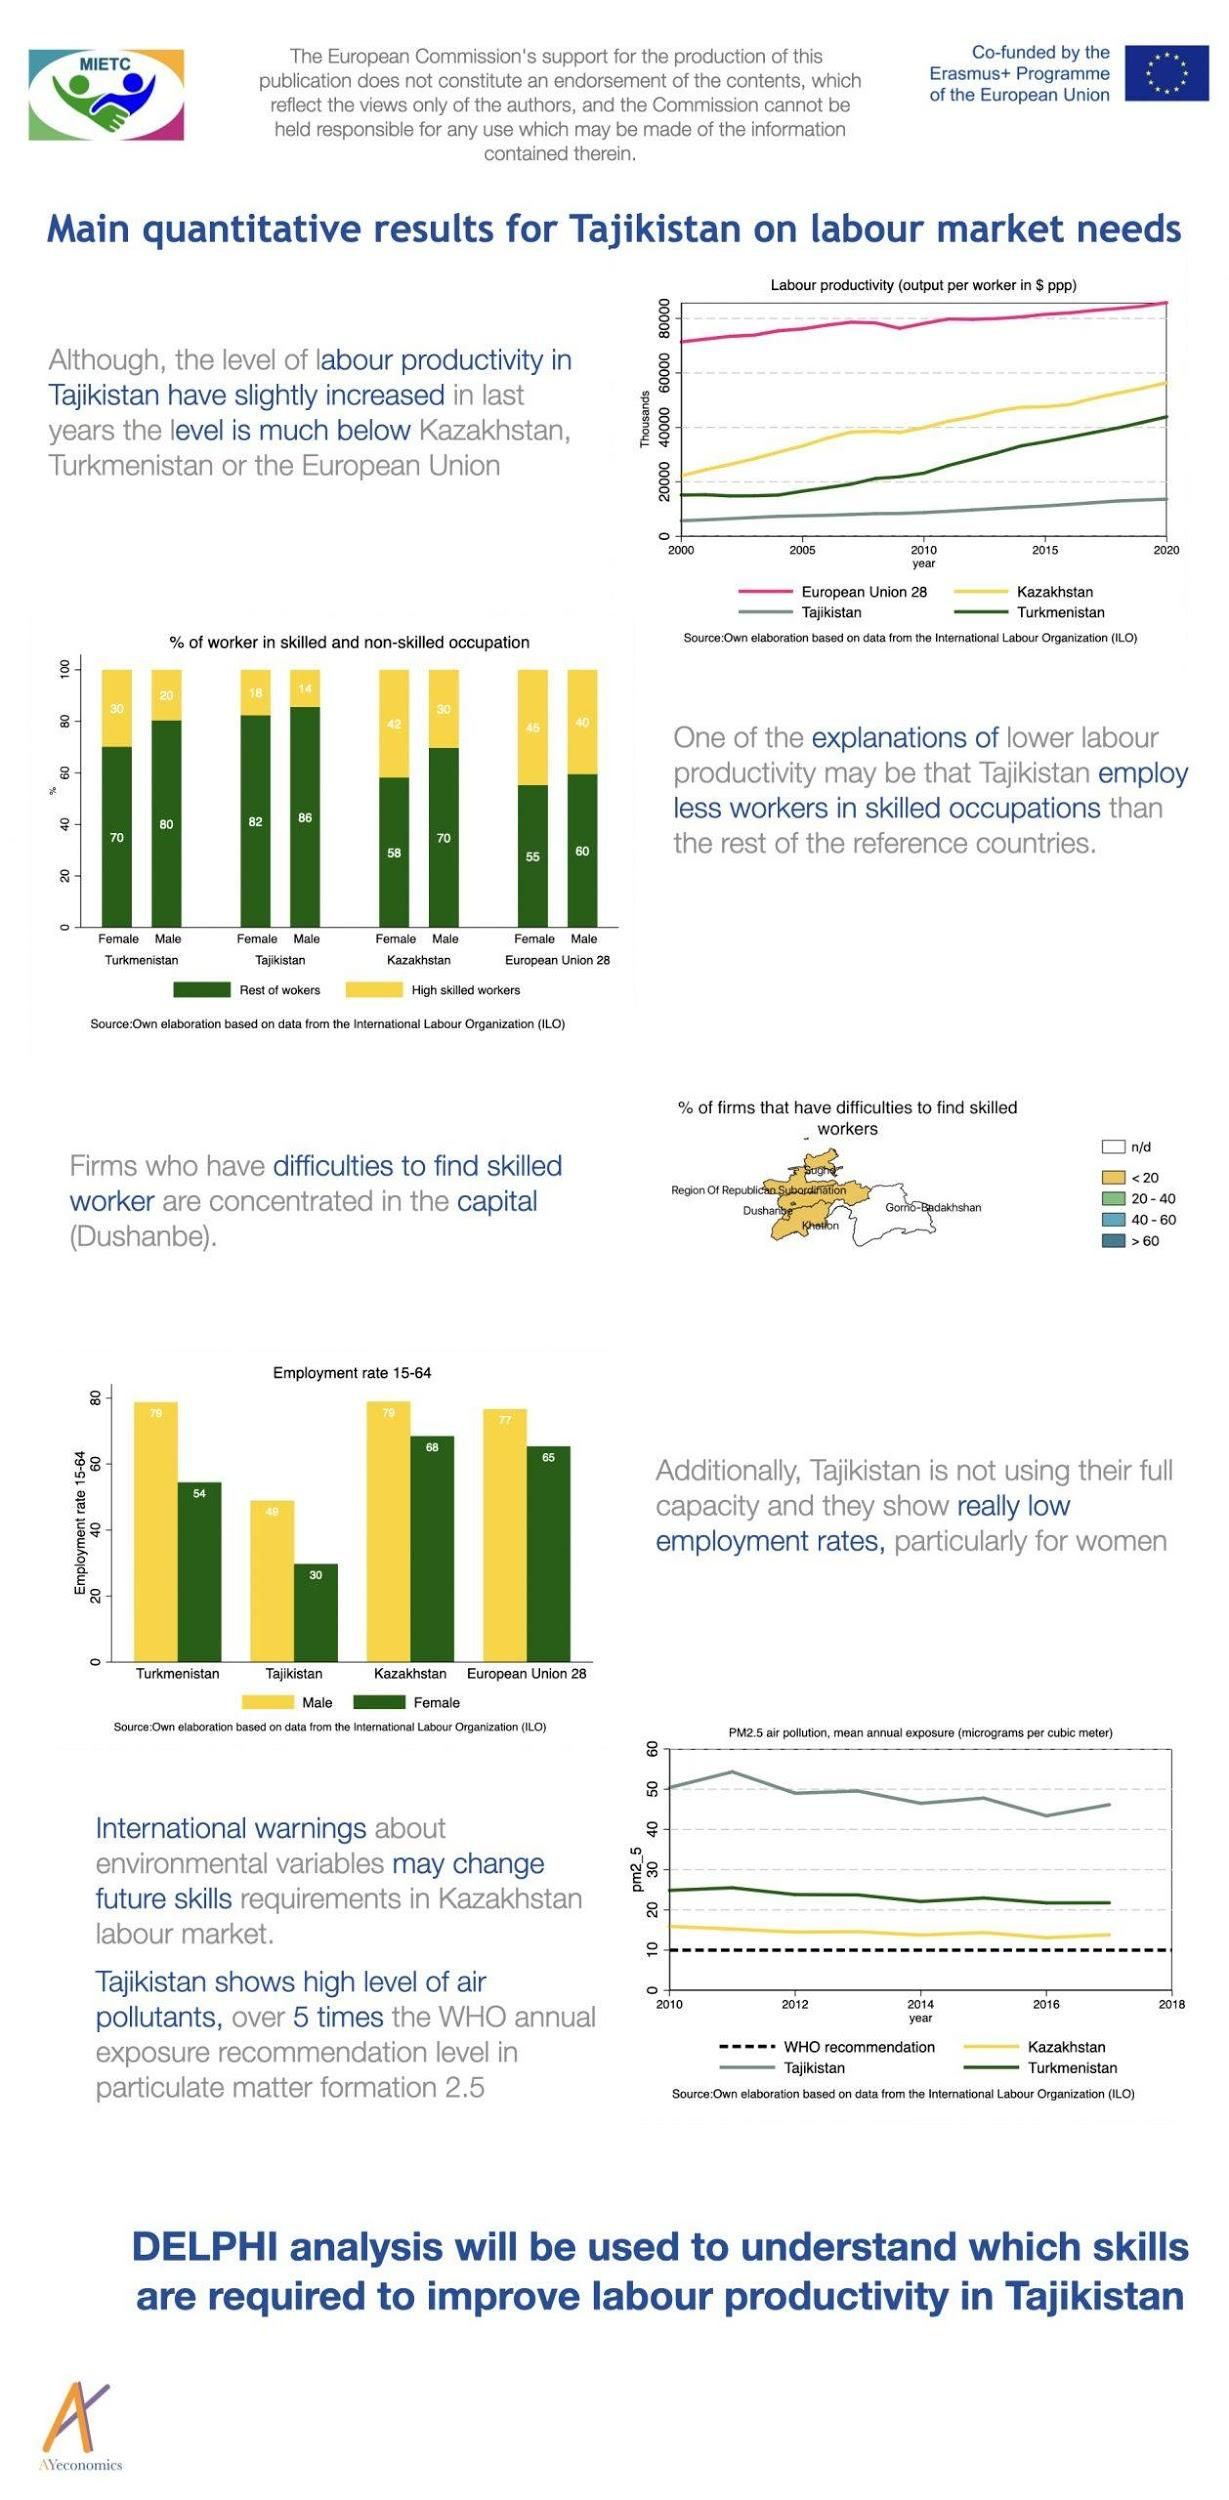 MIETC
The European Commission's support for the production of this
publication does not constitute an endorsement of the contents, which
reflect the views only of the authors, and the Commission cannot be
held responsible for any use which may be made of the information
contained therein.
Co-funded by the
Erasmus+ Programme
of the European Union
Main quantitative results for Tajikistan on labour market needs
Although, the level of labour productivity in
Tajikistan have slightly increased in last
years the level is much below Kazakhstan,
Turkmenistan or the European Union
Labour productivity (output per worker in $ ppp)
Thousands
80000
60000
40000
20000
0
2000 2005 2010 2015 2020
year
European Union 28 Kazakhstan
Tajikistan Turkmenistan
Source:Own elaboration based on data from the International Labour Organization (ILO)
% of worker in skilled and non-skilled occupation
%
100
80
60
40
20
0
30 20 18 14 42 30 45 40
70 80 82 86 58 70 55 60
Female Male Female Male Female Male Female Male
Turkmenistan Tajikistan Kazakhstan European Union 28
Rest of wokers High skilled workers
Source:Own elaboration based on data from the International Labour Organization (ILO)
One of the explanations of lower labour
productivity may be that Tajikistan employ
less workers in skilled occupations than
the rest of the reference countries.
Firms who have difficulties to find skilled
worker are concentrated in the capital
(Dushanbe).
% of firms that have difficulties to find skilled
workers
Sughd
Region Of Republican Subordination
Dushanbe
Gorno-Badakhshan
Khatlon
n/d
< 20
20 - 40
40 - 60
> 60
Employment rate 15-64
Employment rate 15-64
80
60
40
20
0
79 54 49 30 79 68 77 65
Turkmenistan Tajikistan Kazakhstan European Union 28
Male Female
Source:Own elaboration based on data from the International Labour Organization (ILO)
Additionally, Tajikistan is not using their full
capacity and they show really low
employment rates, particularly for women
International warnings about
environmental variables may change
future skills requirements in Kazakhstan
labour market.
Tajikistan shows high level of air
pollutants, over 5 times the WHO annual
exposure recommendation level in
particulate matter formation 2.5
PM2.5 air pollution, mean annual exposure (micrograms per cubic meter)
pm2_5
60
50
40
30
20
10
0
2010 2012 2014 2016 2018
year
WHO recommendation Kazakhstan
Tajikistan Turkmenistan
Source:Own elaboration based on data from the International Labour Organization (ILO)
DELPHI analysis will be used to understand which skills
are required to improve labour productivity in Tajikistan
AYeconomics